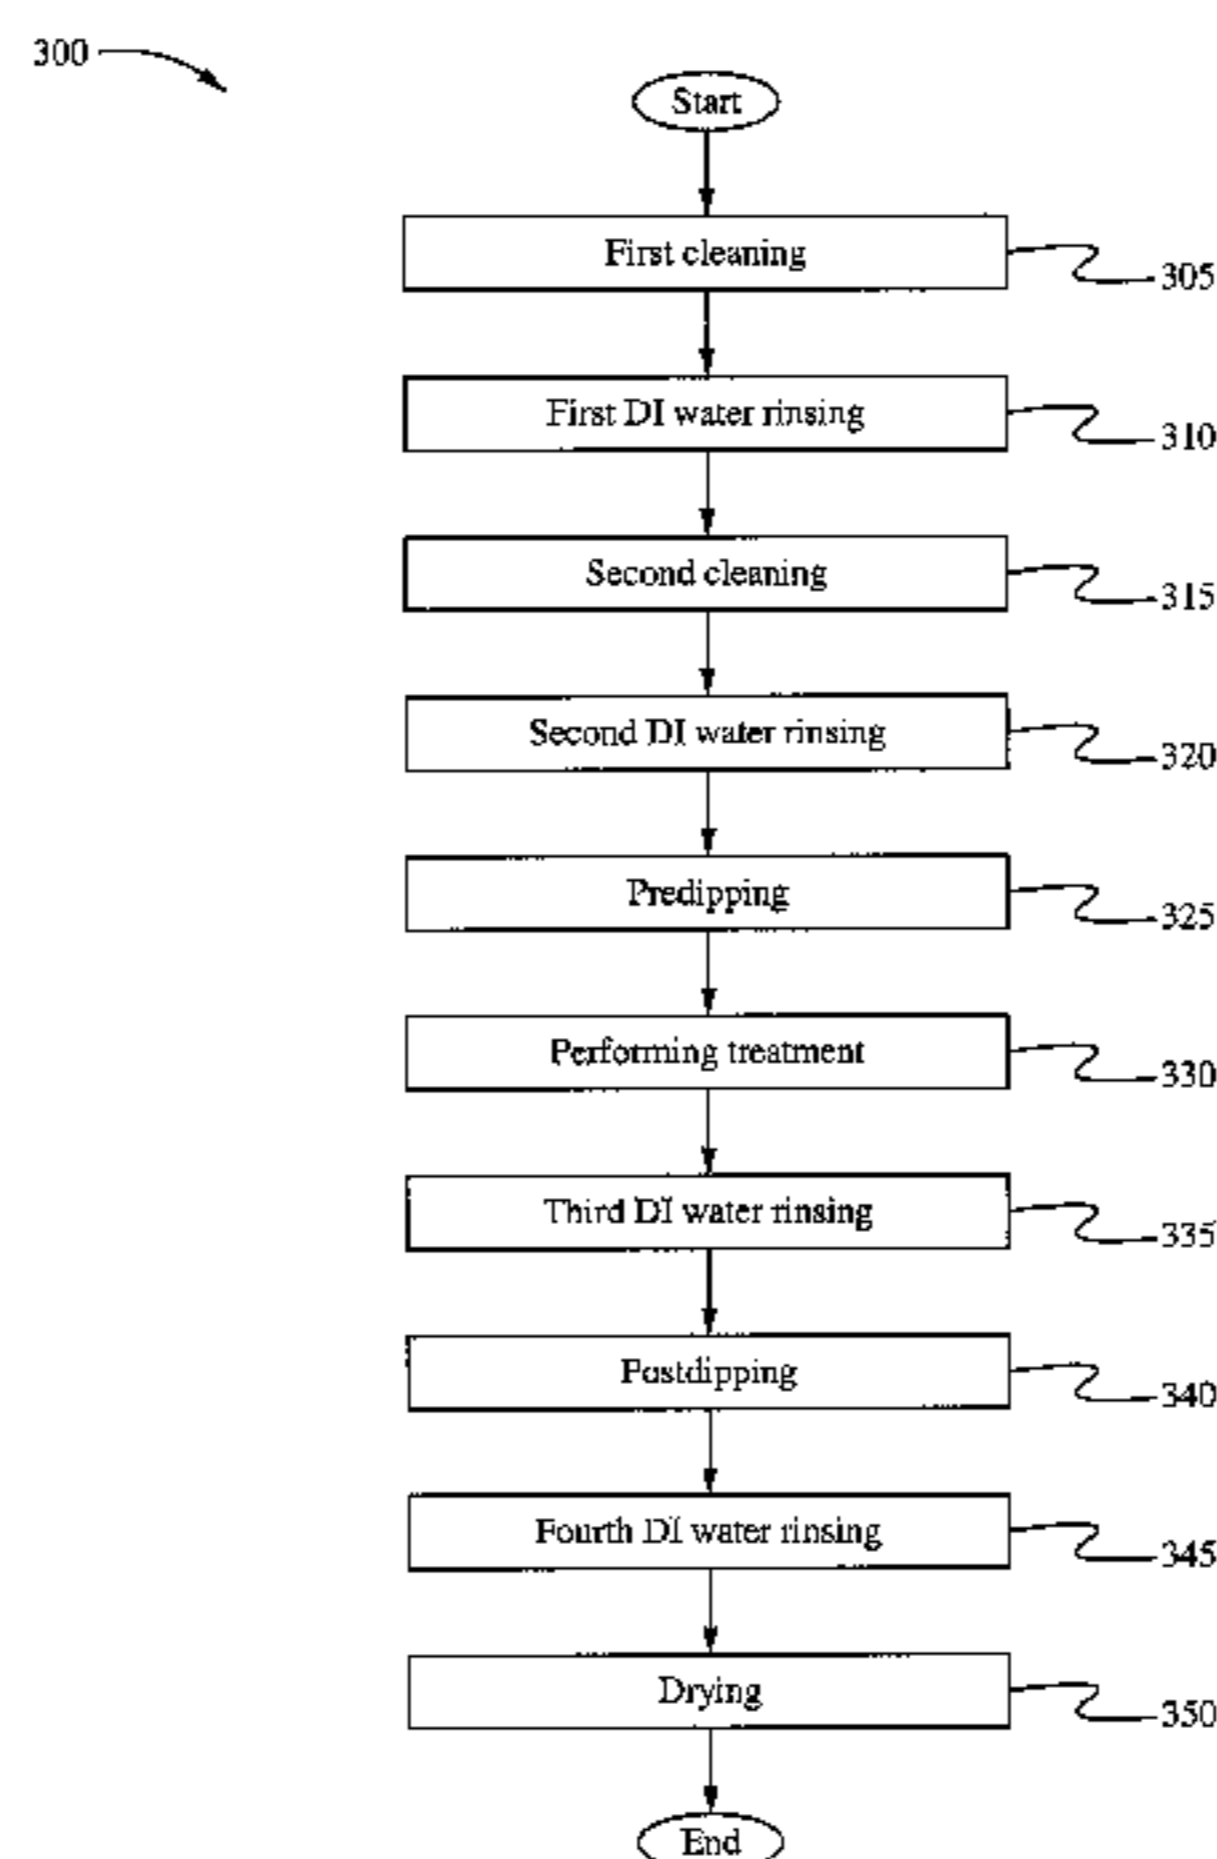 300
Start
First cleaning
305
First DI water rinsing
310
Second cleaning
315
Second DI water rinsing
320
Predipping
325
Performing treatment
330
Third DI water rinsing
335
Postdipping
340
Fourth DI water rinsing
345
Drying
350
End